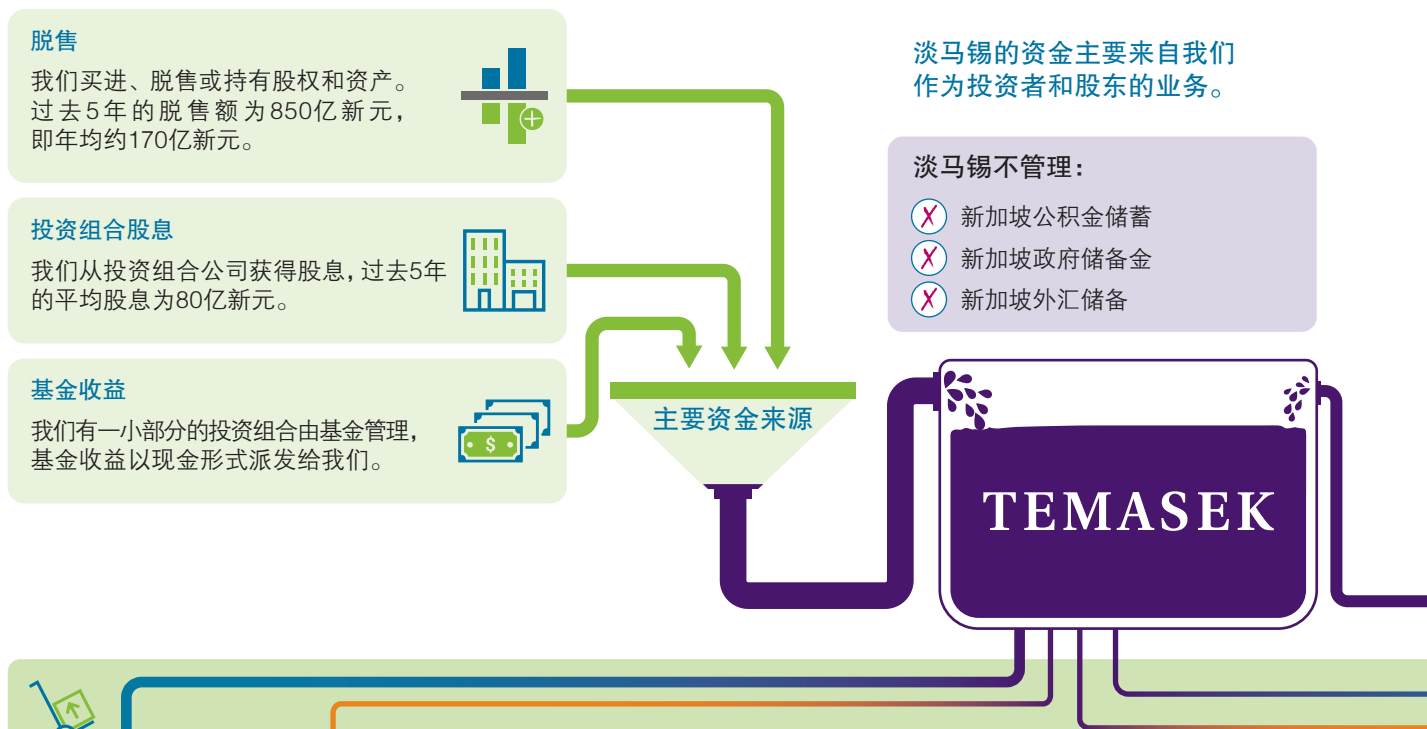 脱售
我们买进、脱售或持有股权和资产。
过去5年的脱售额为850亿新元，
即年均约170亿新元。
投资组合股息
我们从投资组合公司获得股息，过去5年
的平均股息为80亿新元。
基金收益
我们有一小部分的投资组合由基金管理，
基金收益以现金形式派发给我们。
$
主要资金来源
淡马锡的资金主要来自我们
作为投资者和股东的业务。
淡马锡不管理：
新加坡公积金储蓄
新加坡政府储备金
新加坡外汇储备
TEMASEK